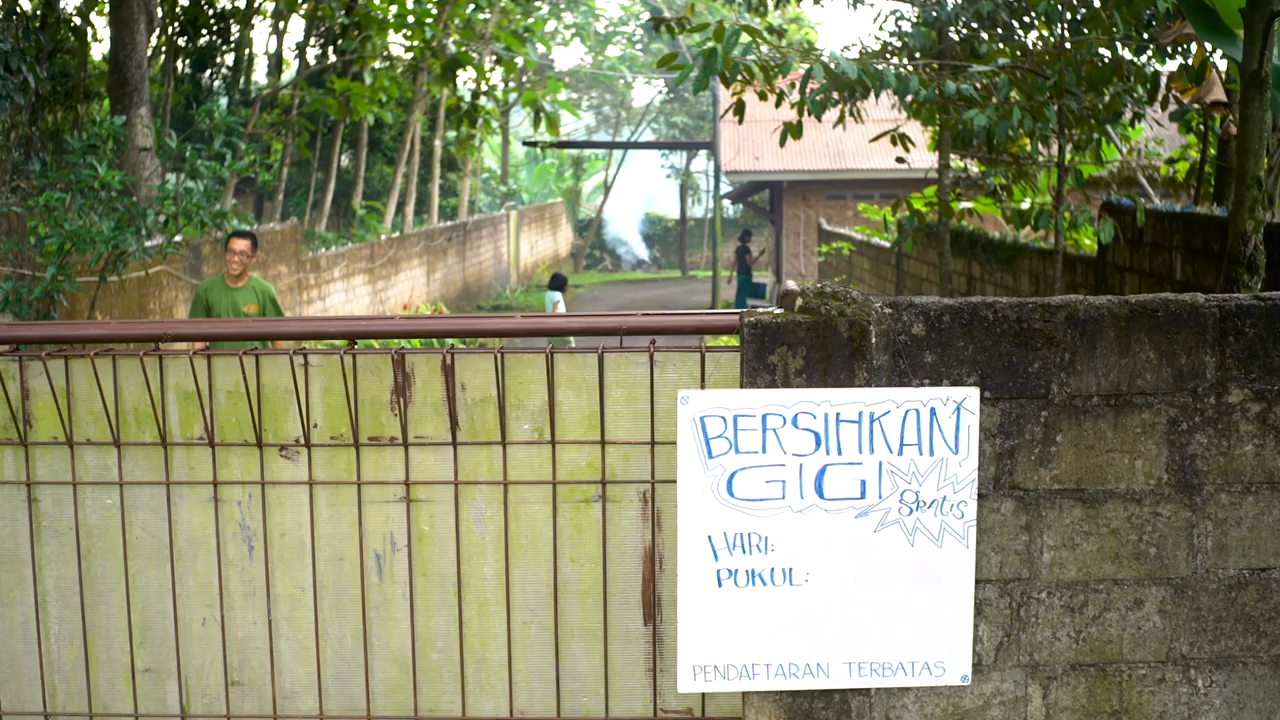 BERSIHKAN
GIGI
GRATIS
HARI:
PUKUL:
PENDAFTARAN TERBATAS